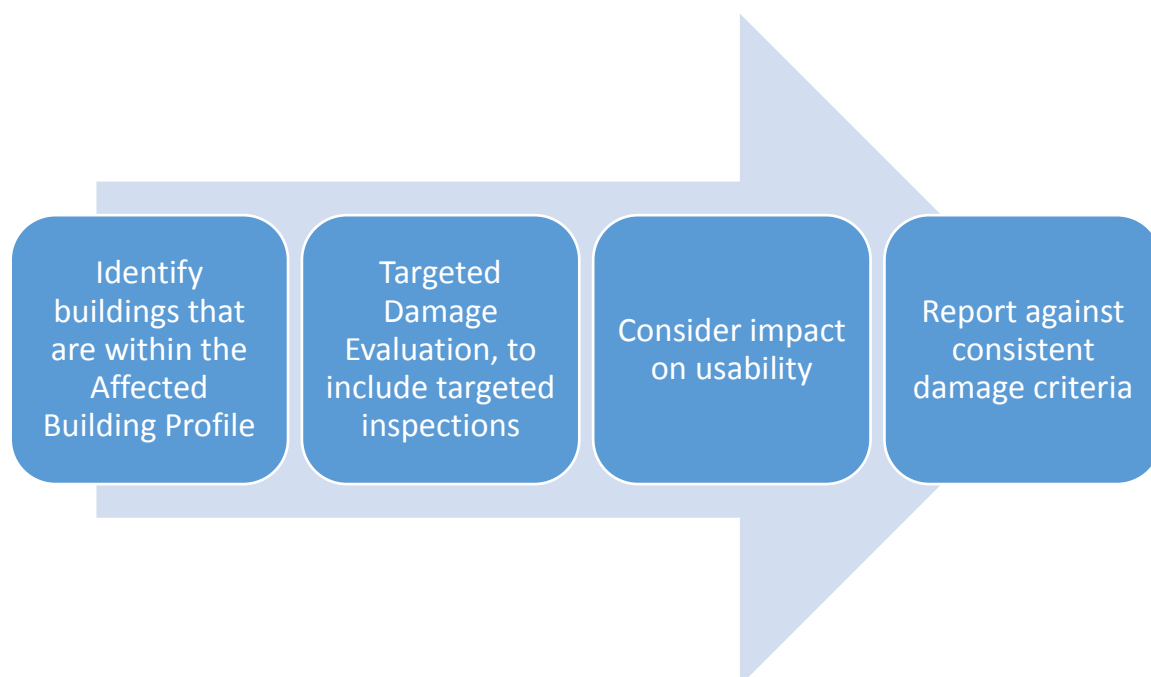 Identify
buildings that
are within the
Affected
Building Profile
Targeted
Damage
Evaluation, to
include targeted
inspections
Consider impact
on usability
Report against
consistent
damage criteria